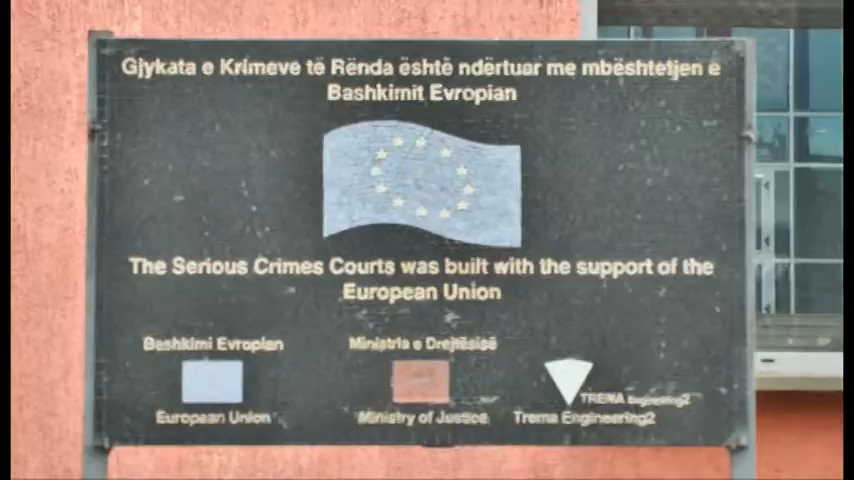 Gjykata e Krimeve të Rënda është ndërtuar me mbështetjen e
Bashkimit Evropian
The Serious Crimes Courts was built with the support of the
European Union
Bashkimi Evropian
Ministria e Drejtësisë
TREMA Engineering2
European Union
Ministry of Justice
Trema Engineering2